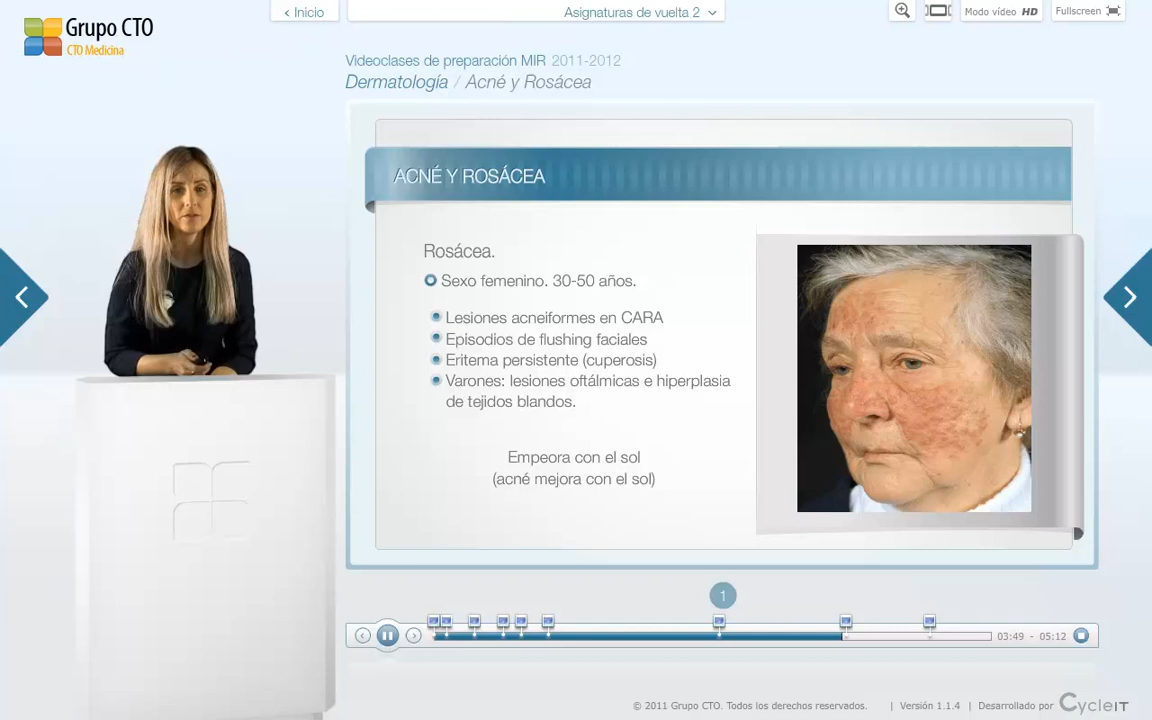 Grupo CTO
CTO Medicina
‹ Inicio
Asignaturas de vuelta 2
Modo vídeo HD
Fullscreen
Videoclases de preparación MIR 2011-2012
Dermatología / Acné y Rosácea
ACNÉ Y ROSÁCEA
Rosácea.
Sexo femenino. 30-50 años.
Lesiones acneiformes en CARA
Episodios de flushing faciales
Eritema persistente (cuperosis)
Varones: lesiones oftálmicas e hiperplasia
de tejidos blandos.
Empeora con el sol
(acné mejora con el sol)
1
03:49 - 05:12
© 2011 Grupo CTO. Todos los derechos reservados. | Versión 1.1.4 | Desarrollado por CycleIT